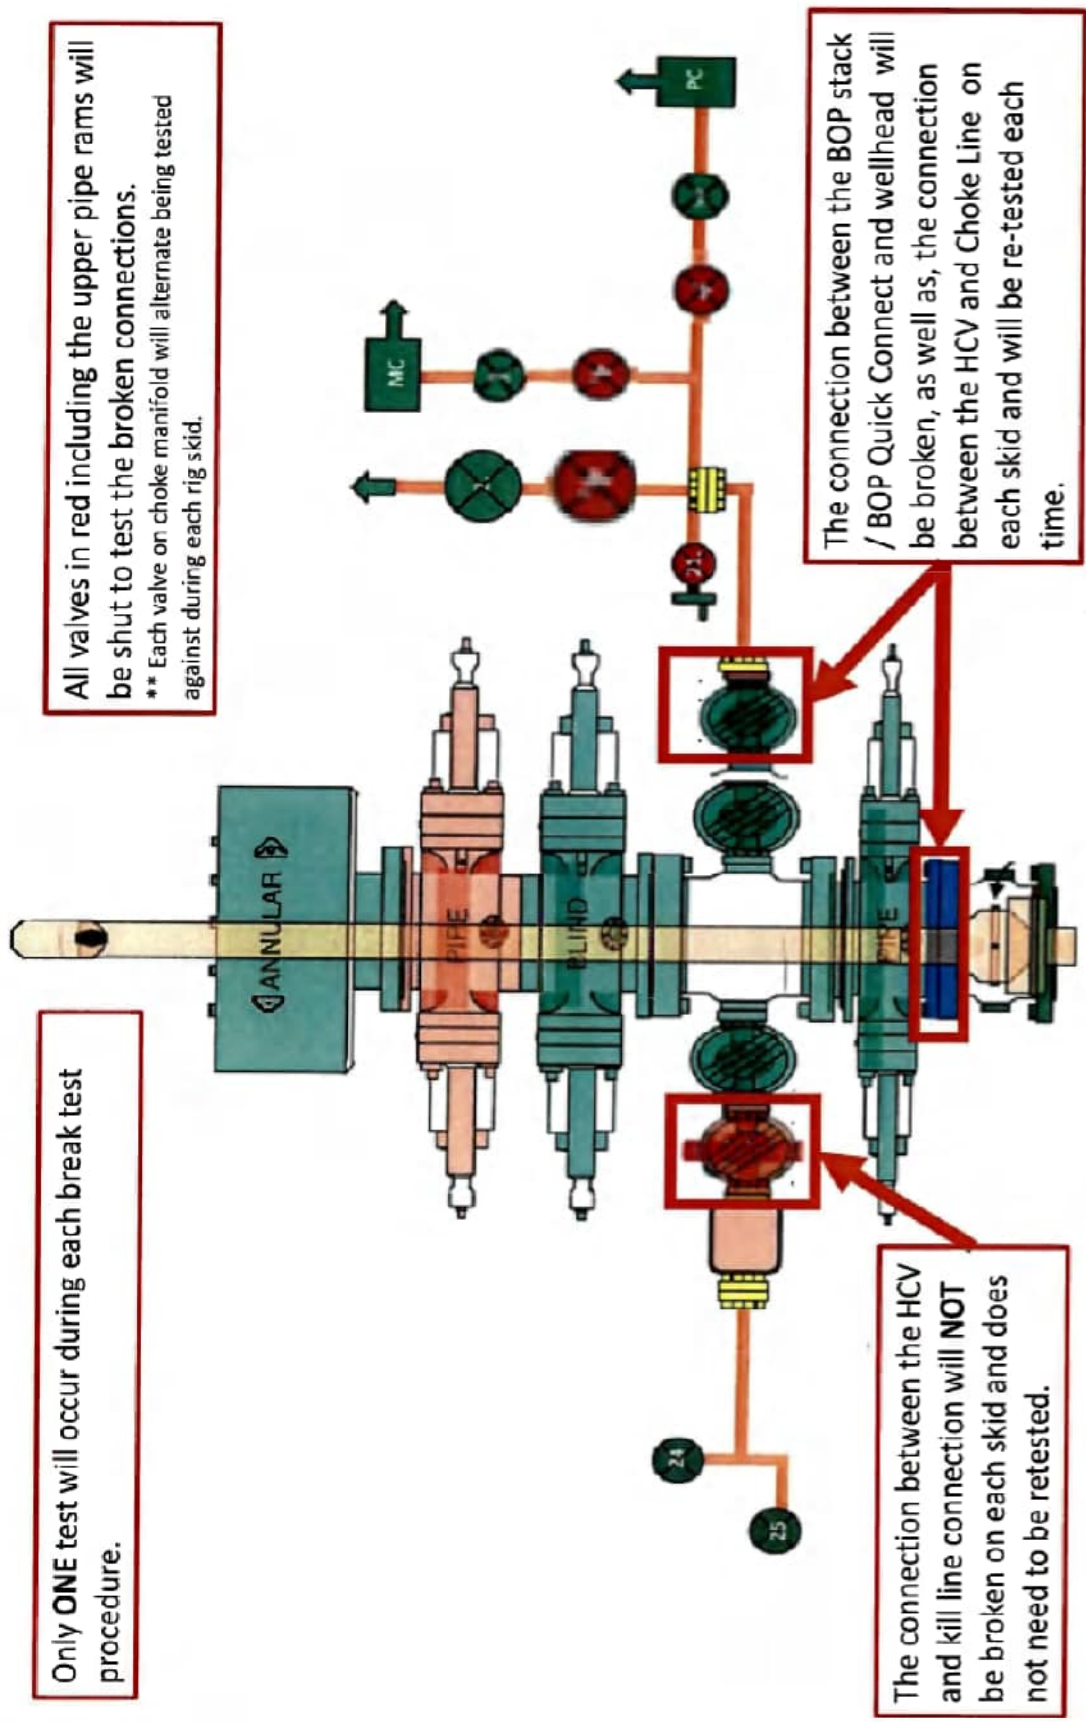 Only ONE test will occur during each break test
procedure.
All valves in red including the upper pipe rams will
be shut to test the broken connections.
** Each valve on choke manifold will alternate being tested
against during each rig skid.
ANNULAR
PIPE
BLIND
PIPE
MC
PC
21
24
25
The connection between the HCV
and kill line connection will NOT
be broken on each skid and does
not need to be retested.
The connection between the BOP stack
/ BOP Quick Connect and wellhead will
be broken, as well as, the connection
between the HCV and Choke Line on
each skid and will be re-tested each
time.